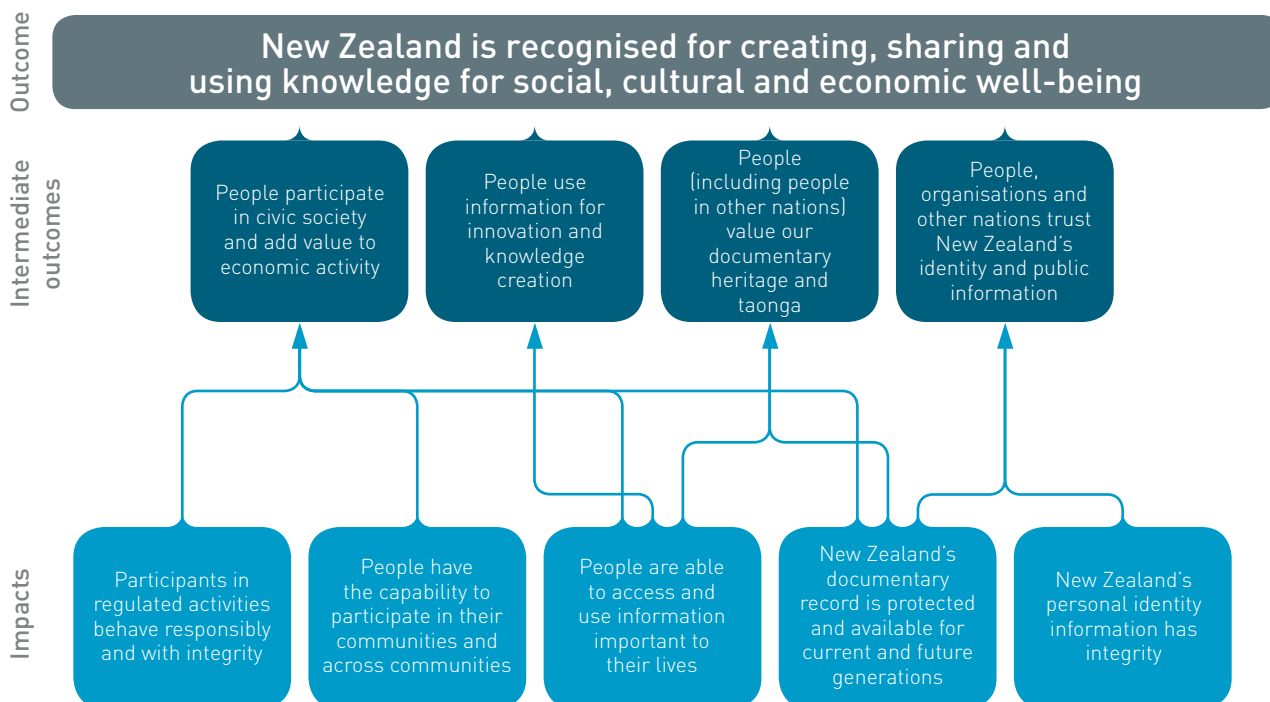 Outcome
New Zealand is recognised for creating, sharing and
using knowledge for social, cultural and economic well-being
Intermediate
outcomes
People participate
in civic society
and add value to
economic activity
People use
information for
innovation and
knowledge
creation
People
(including people
in other nations)
value our
documentary
heritage and
taonga
People,
organisations and
other nations trust
New Zealand’s
identity and public
information
Impacts
Participants in
regulated activities
behave responsibly
and with integrity
People have
the capability to
participate in their
communities and
across communities
People are able
to access and
use information
important to
their lives
New Zealand’s
documentary
record is protected
and available for
current and future
generations
New Zealand’s
personal identity
information has
integrity